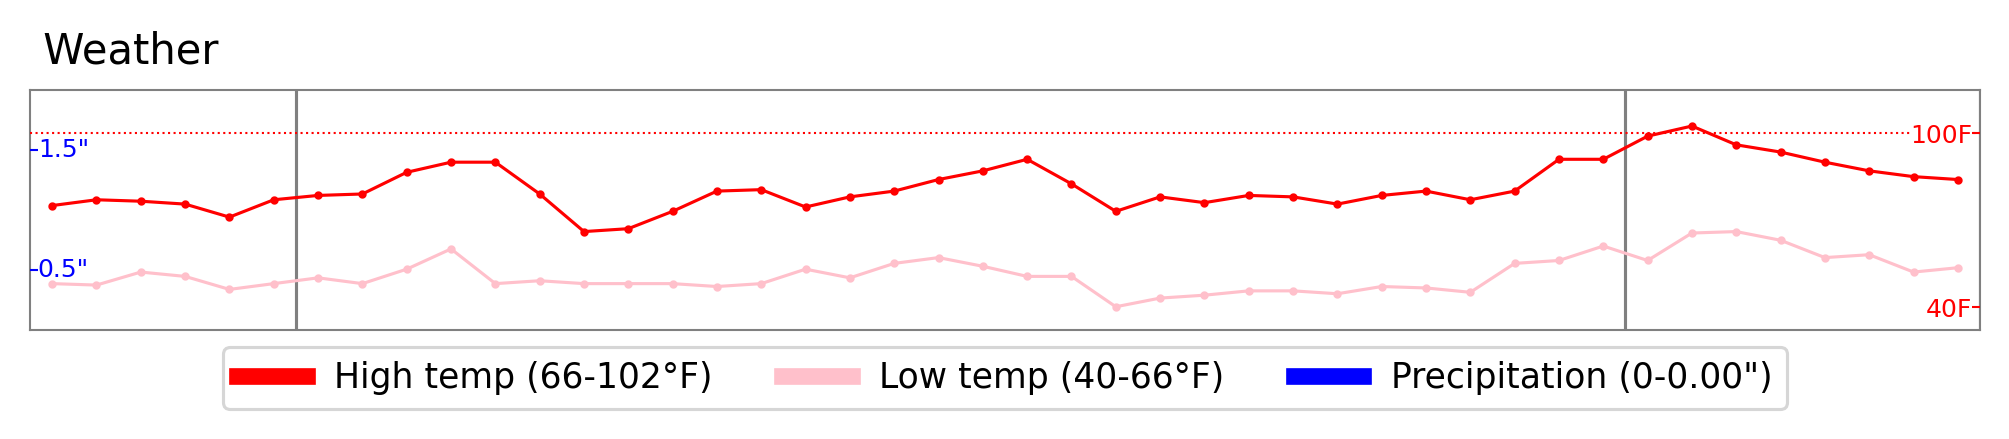 Weather
1.5"
100F
0.5"
40F
High temp (66-102°F) Low temp (40-66°F) Precipitation (0-0.00")